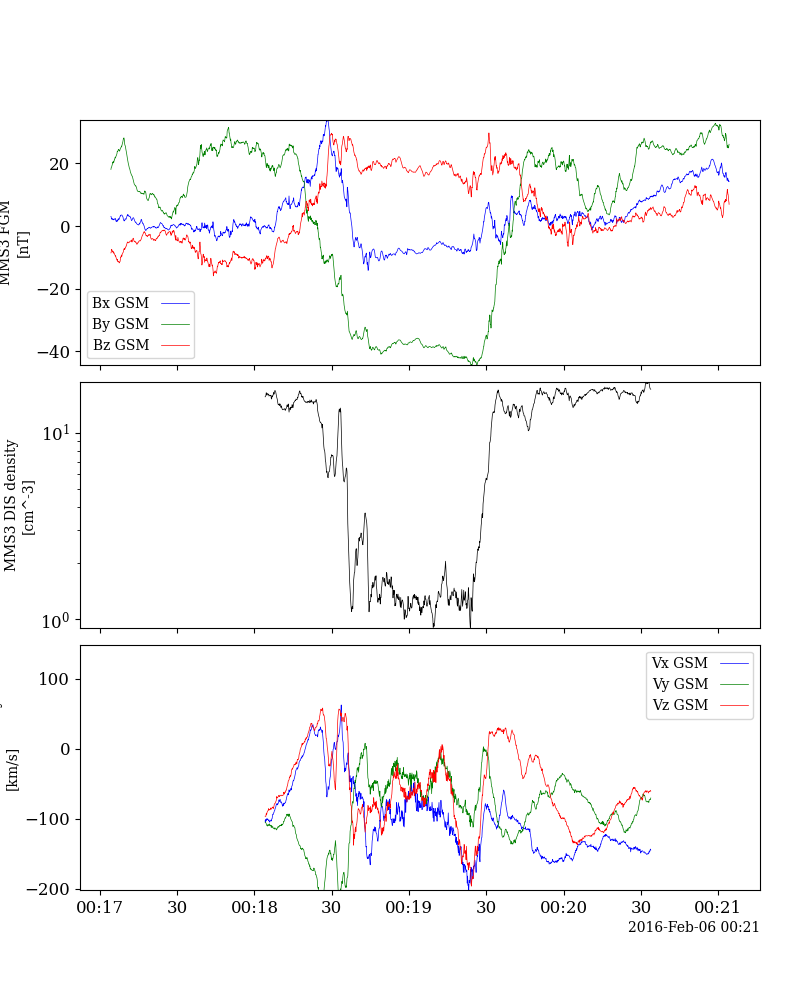 20
0
−20
−40
MMS3 FGM
[nT]
Bx GSM
By GSM
Bz GSM
10^1
10^0
MMS3 DIS density
[cm^-3]
100
0
−100
−200
[km/s]
Vx GSM
Vy GSM
Vz GSM
00:17 30 00:18 30 00:19 30 00:20 30 00:21
2016-Feb-06 00:21